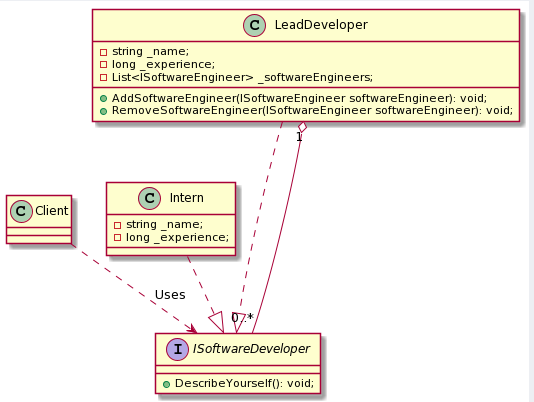 C LeadDeveloper
string _name;
long _experience;
List<ISoftwareEngineer> _softwareEngineers;
AddSoftwareEngineer(ISoftwareEngineer softwareEngineer): void;
RemoveSoftwareEngineer(ISoftwareEngineer softwareEngineer): void;
1
C Client
C Intern
string _name;
long _experience;
Uses
0..*
I ISoftwareDeveloper
DescribeYourself(): void;